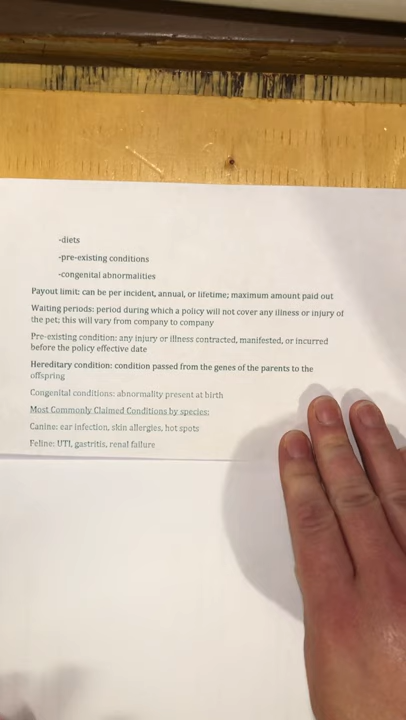 -diets
-pre-existing conditions
-congenital abnormalities
Payout limit: can be per incident, annual, or lifetime; maximum amount paid out
Waiting periods: period during which a policy will not cover any illness or injury of
the pet; this will vary from company to company
Pre-existing condition: any injury or illness contracted, manifested, or incurred
before the policy effective date
Hereditary condition: condition passed from the genes of the parents to the
offspring
Congenital conditions: abnormality present at birth
Most Commonly Claimed Conditions by species:
Canine: ear infection, skin allergies, hot spots
Feline: UTI, gastritis, renal failure